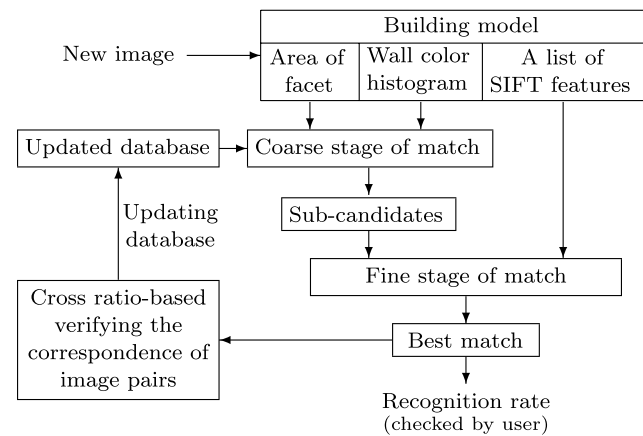 Building model
New image
Area of
facet
Wall color
histogram
A list of
SIFT features
Updated database
Coarse stage of match
Updating
database
Sub-candidates
Fine stage of match
Cross ratio-based
verifying the
correspondence of
image pairs
Best match
Recognition rate
(checked by user)